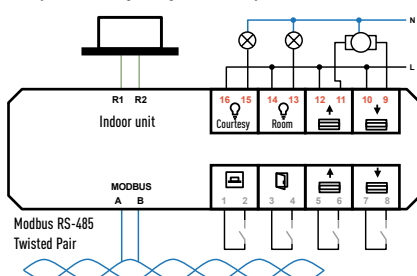 N
L
R1 R2
Indoor unit
16 15 14 13 12 11 10 9
Courtesy Room
MODBUS
A B
1 2 3 4 5 6 7 8
Modbus RS-485
Twisted Pair